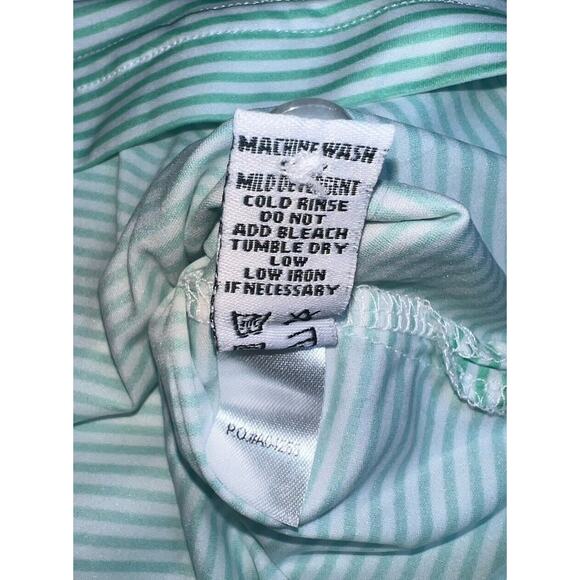 MACHINE WASH
MILD DETERGENT
COLD RINSE
DO NOT
ADD BLEACH
TUMBLE DRY
LOW
LOW IRON
IF NECESSARY